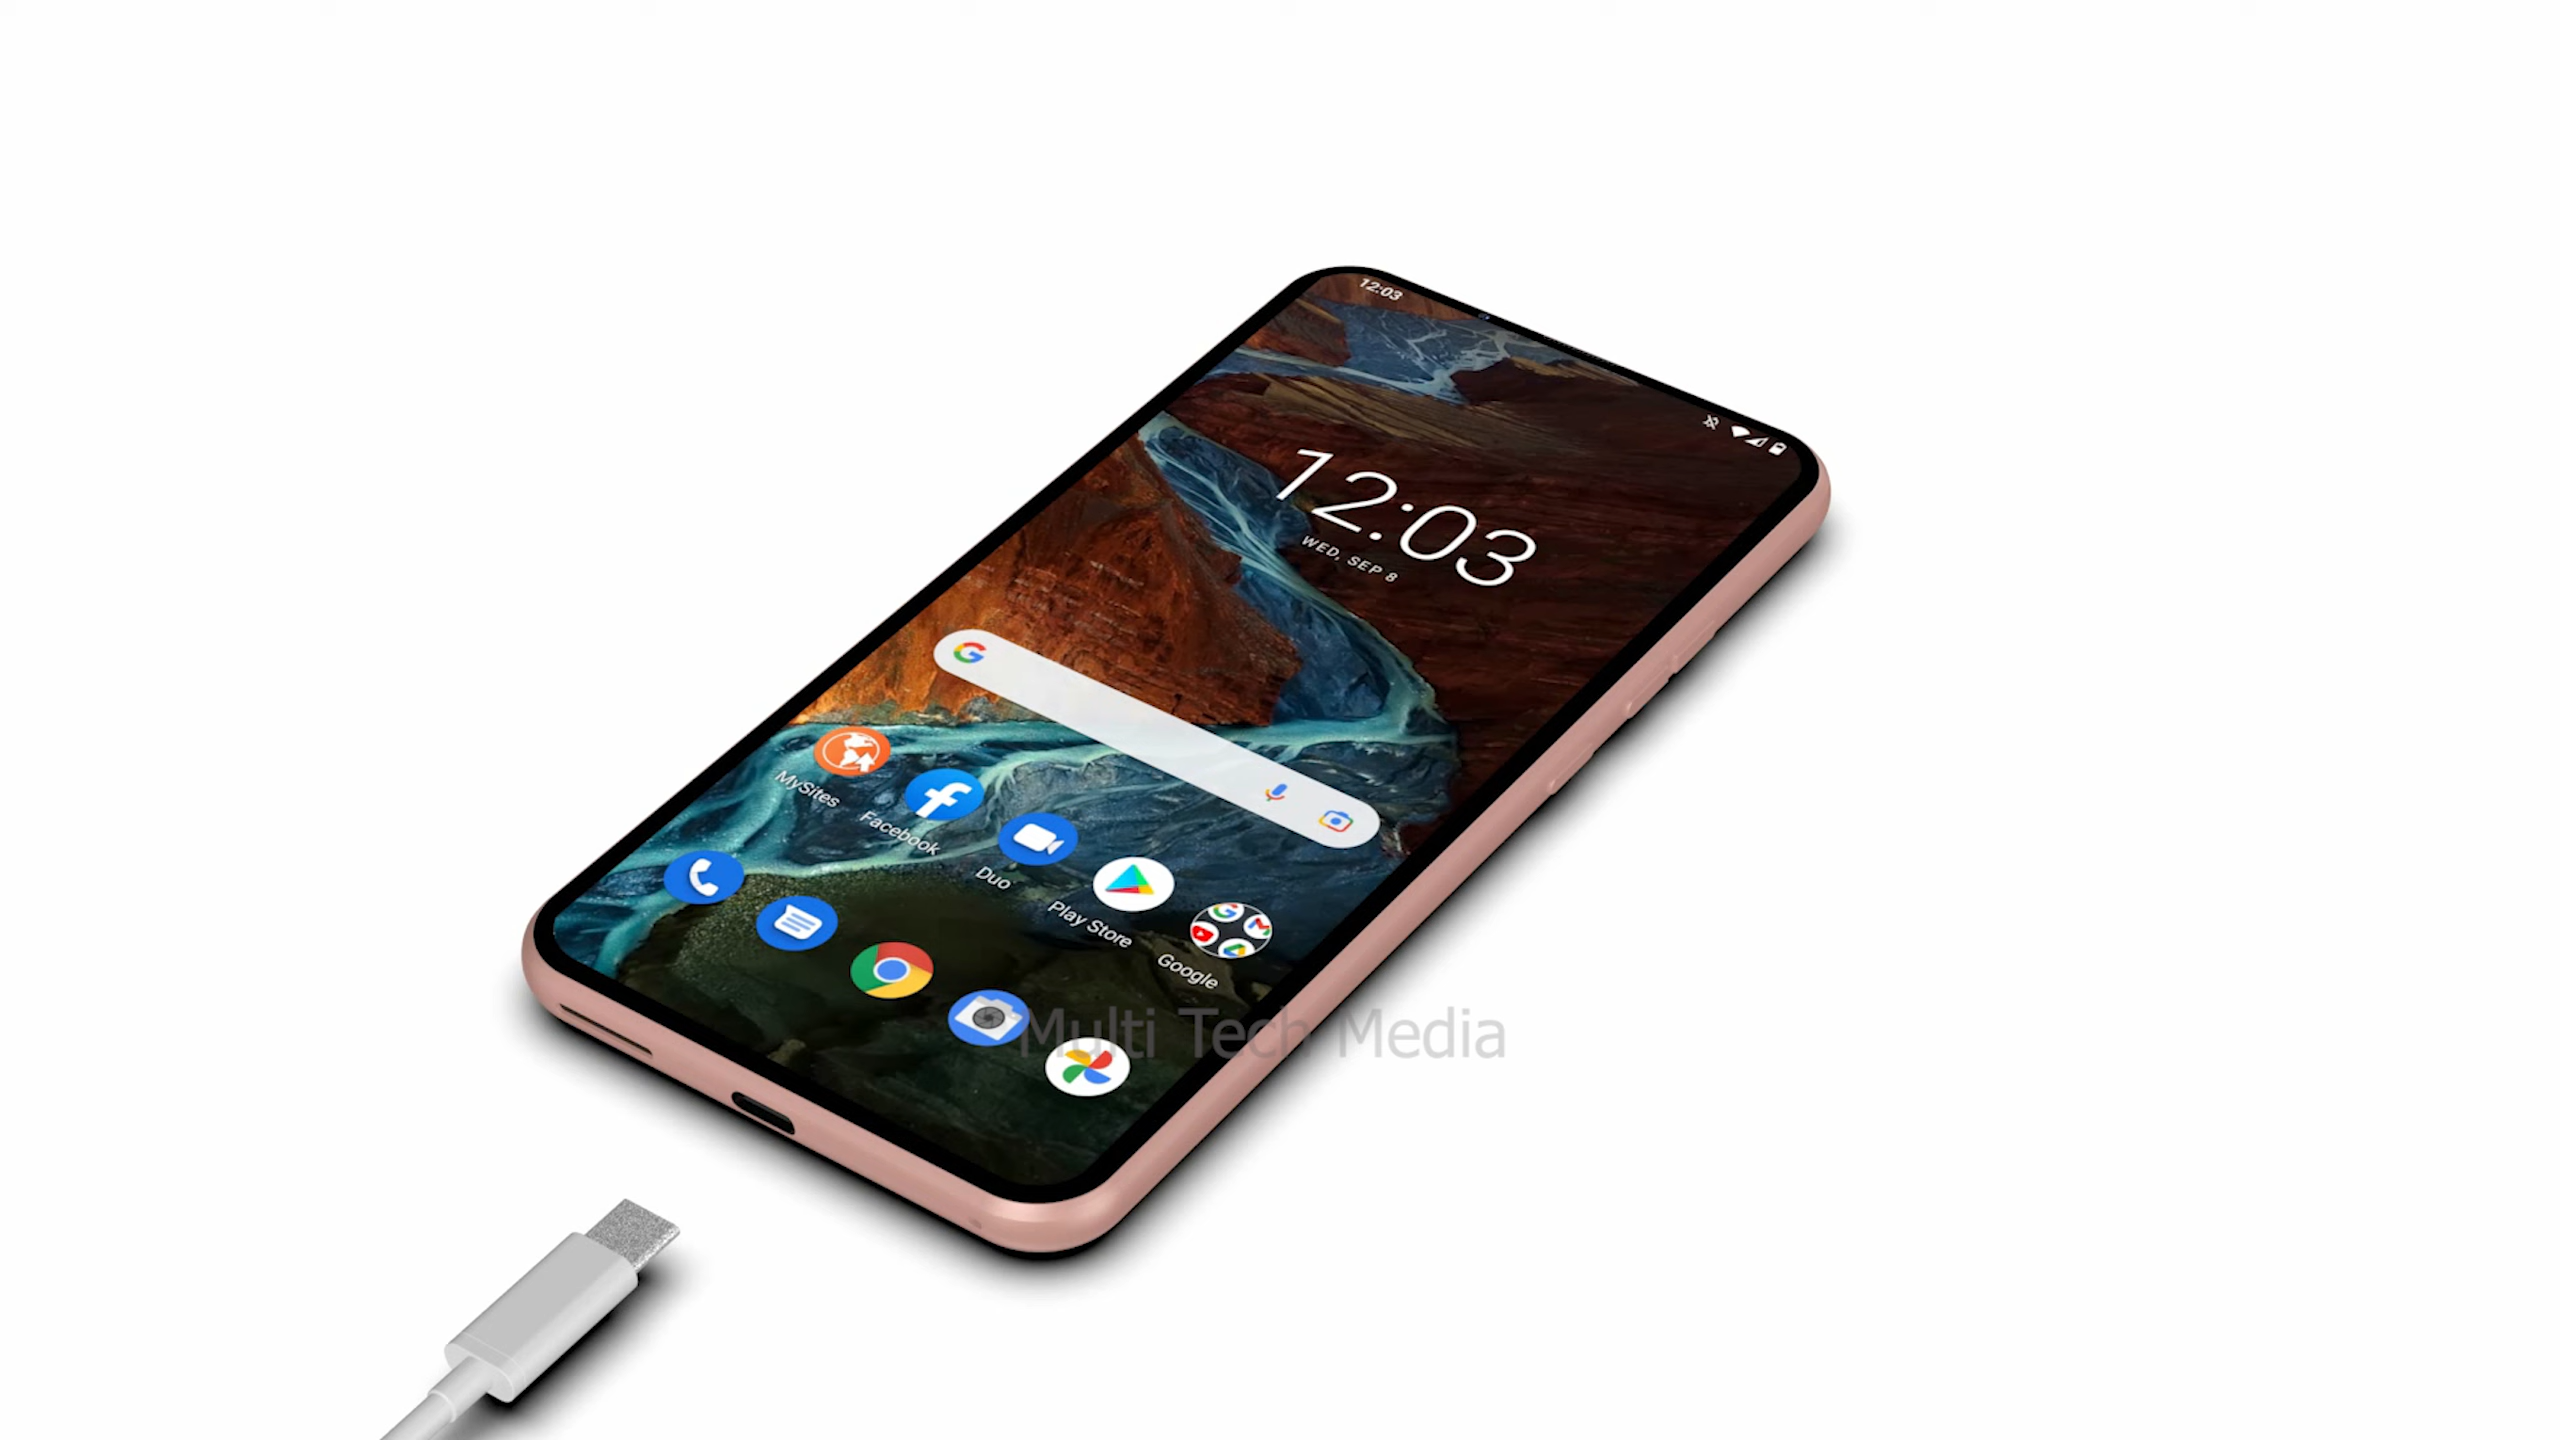 12:03
12:03
WED, SEP 8
MySites
Facebook
Duo
Play Store
Google
Multi Tech Media